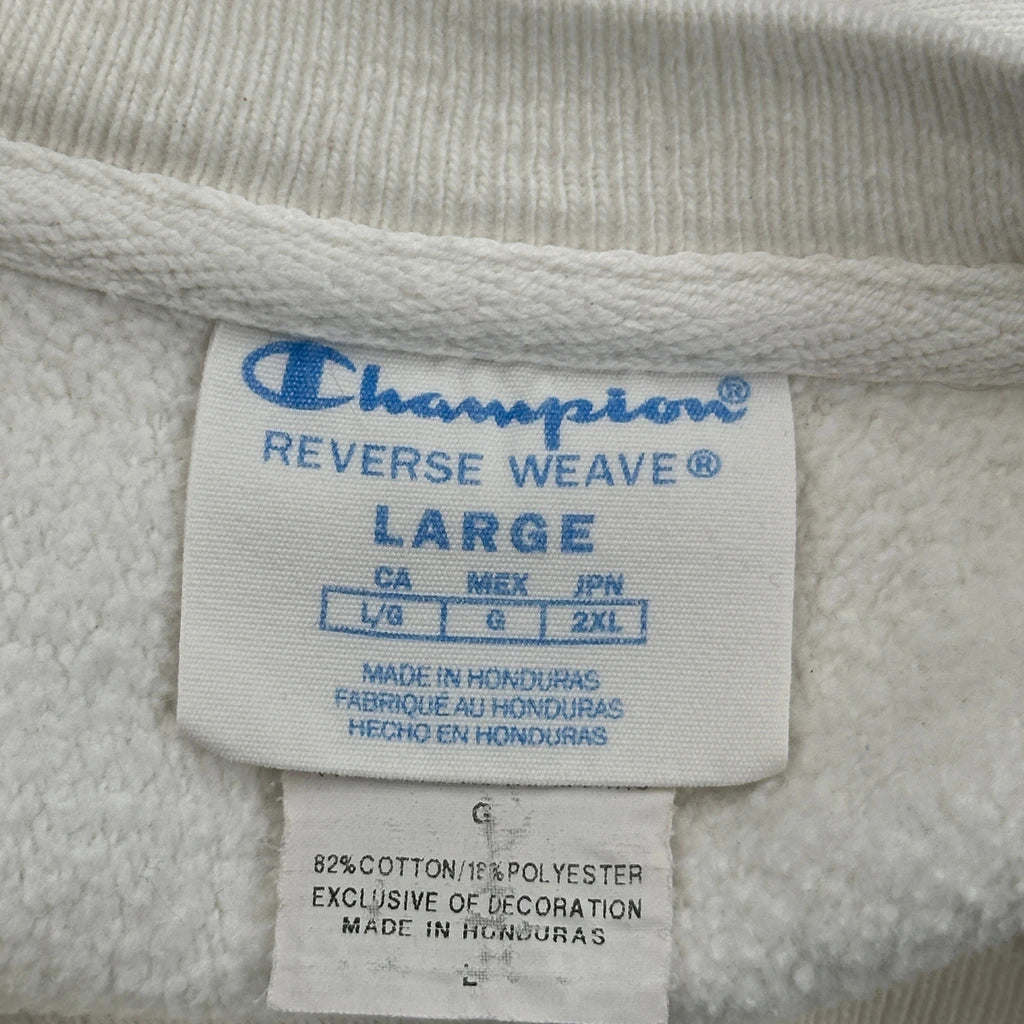 Champion®
REVERSE WEAVE®
LARGE
CA MEX JPN
L/G G 2XL
MADE IN HONDURAS
FABRIQUE AU HONDURAS
HECHO EN HONDURAS
G
82%COTTON/18%POLYESTER
EXCLUSIVE OF DECORATION
MADE IN HONDURAS
L